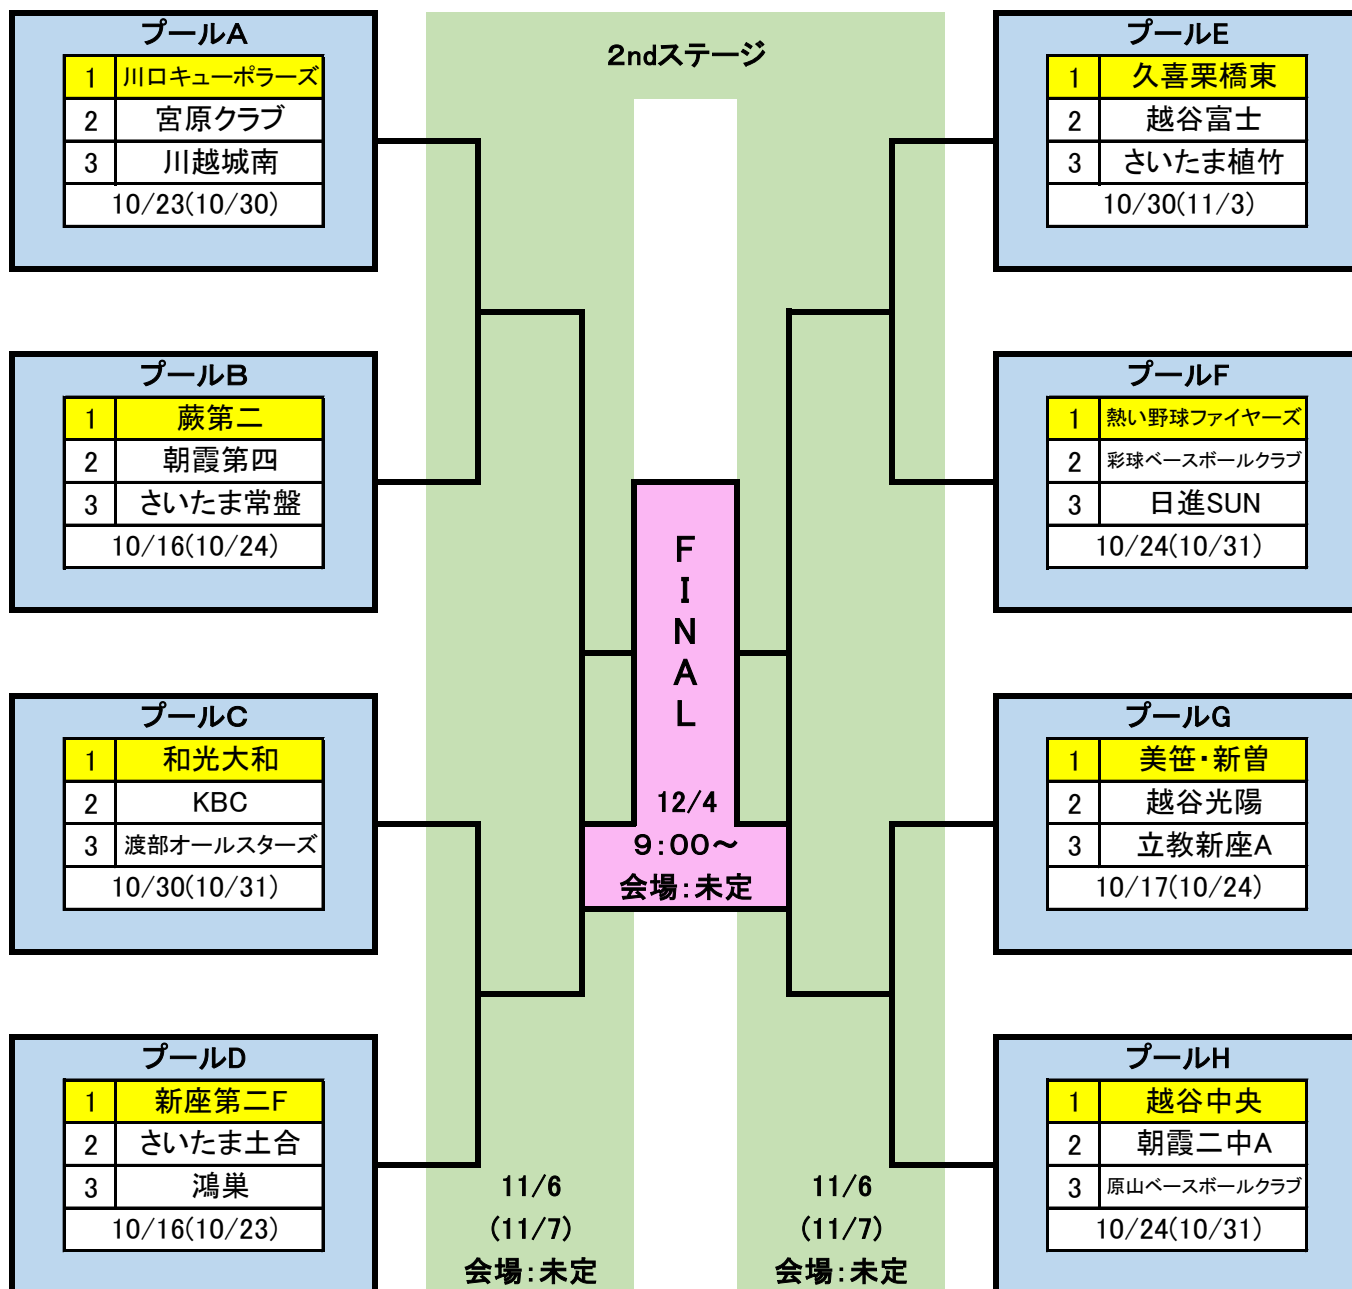 プールA
1 川口キューポラーズ
2 宮原クラブ
3 川越城南
10/23(10/30)
プールB
1 蕨第二
2 朝霞第四
3 さいたま常盤
10/16(10/24)
プールC
1 和光大和
2 KBC
3 渡部オールスターズ
10/30(10/31)
プールD
1 新座第二F
2 さいたま土合
3 鴻巣
10/16(10/23)
2ndステージ
FINAL
12/4
9:00～
会場:未定
11/6
(11/7)
会場:未定
11/6
(11/7)
会場:未定
プールE
1 久喜栗橋東
2 越谷富士
3 さいたま植竹
10/30(11/3)
プールF
1 熱い野球ファイヤーズ
2 彩球ベースボールクラブ
3 日進SUN
10/24(10/31)
プールG
1 美笹・新曽
2 越谷光陽
3 立教新座A
10/17(10/24)
プールH
1 越谷中央
2 朝霞二中A
3 原山ベースボールクラブ
10/24(10/31)